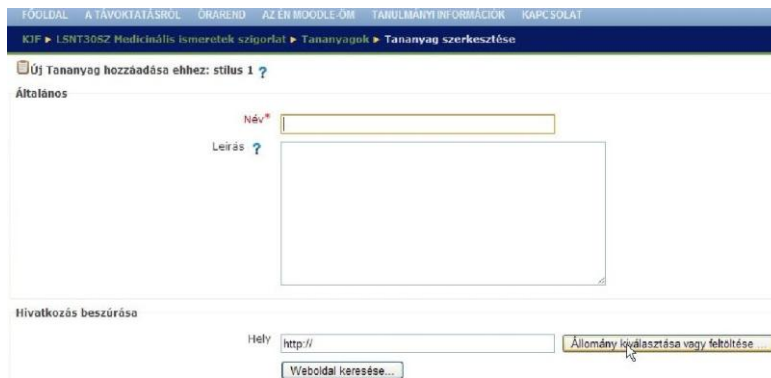 FŐOLDAL A TÁVOKTATÁSRÓL ÓRAREND AZ ÉN MOODLE-ÖM TANULMÁNYI INFORMÁCIÓK KAPCSOLAT
KJF ► LSNT30SZ Medicinális ismeretek szigorlat ► Tananyagok ► Tananyag szerkesztése
Új Tananyag hozzáadása ehhez: stílus 1 ?
Általános
Név*
Leírás ?
Hivatkozás beszúrása
Hely http:// Állomány kiválasztása vagy feltöltése ...
Weboldal keresése...